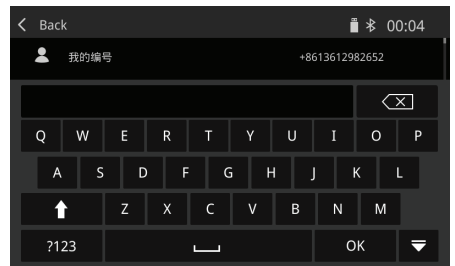 Back 00:04
我的编号 +8613612982652
Q W E R T Y U I O P
A S D F G H J K L
Z X C V B N M
?123 OK